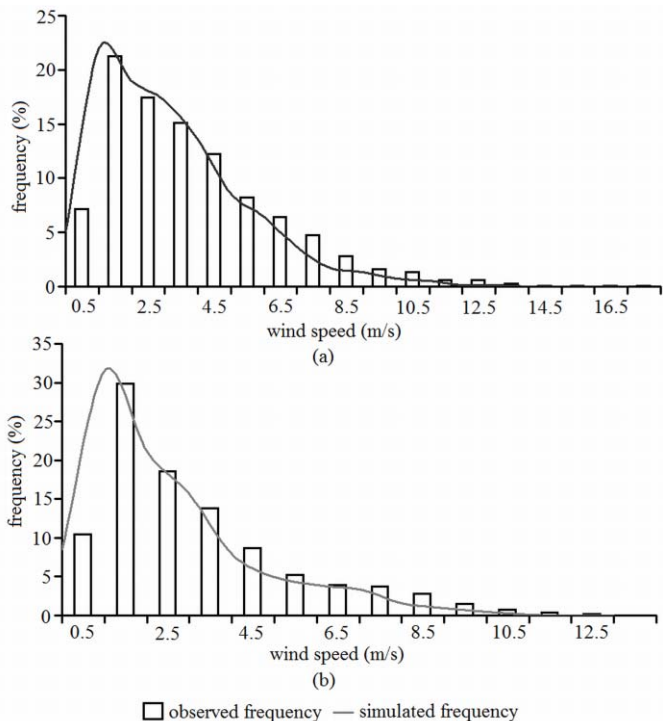 25
20
15
10
5
0
frequency (%)
0.5 2.5 4.5 6.5 8.5 10.5 12.5 14.5 16.5
wind speed (m/s)
(a)
35
30
25
20
15
10
5
0
frequency (%)
0.5 2.5 4.5 6.5 8.5 10.5 12.5
wind speed (m/s)
(b)
observed frequency simulated frequency